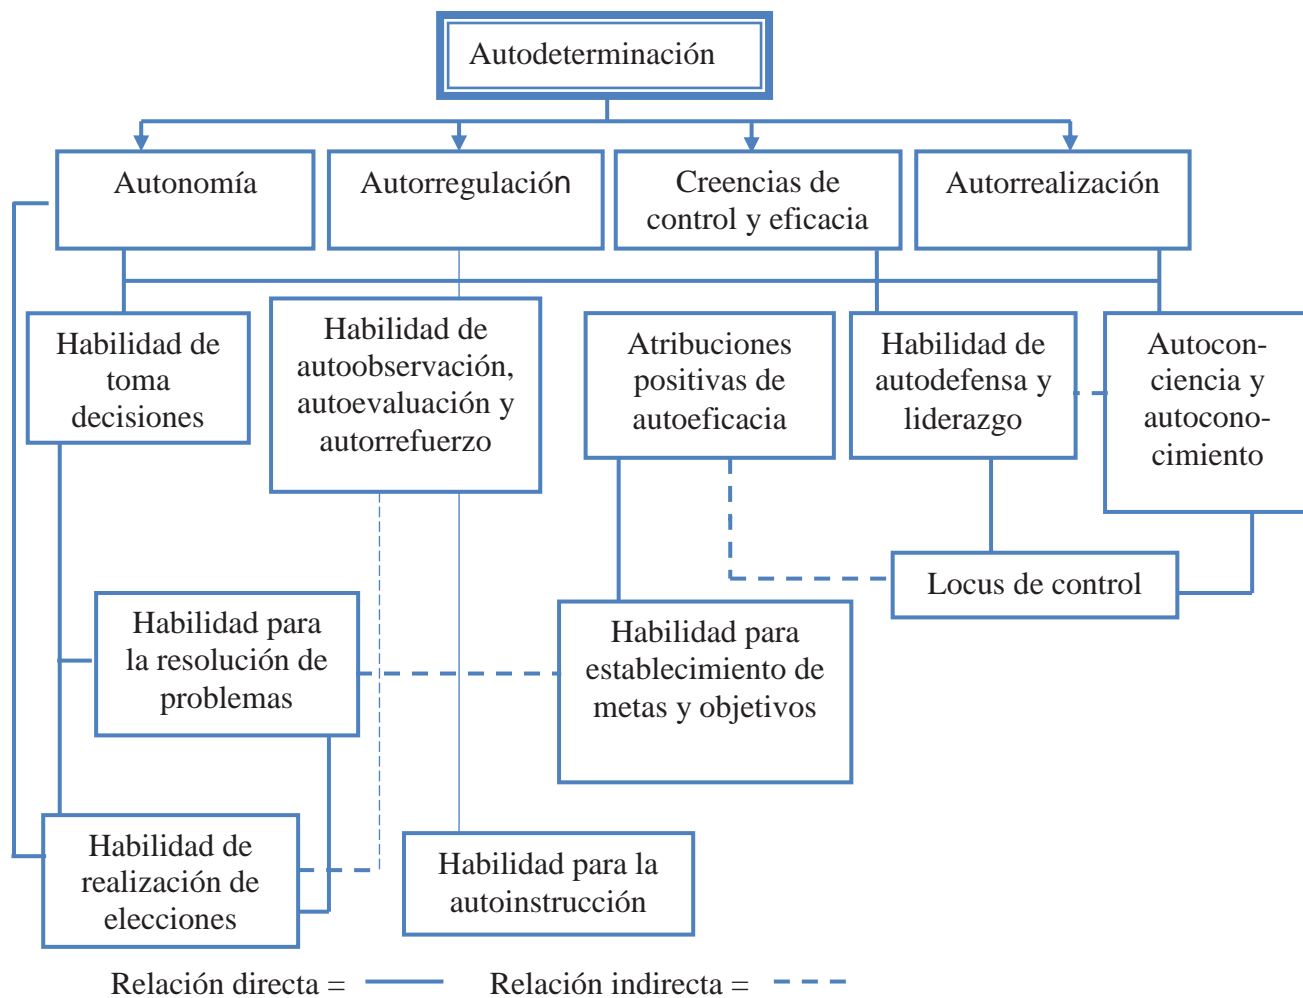 Autodeterminación
Autonomía
Autorregulación
Creencias de
control y eficacia
Autorrealización
Habilidad de
toma
decisiones
Habilidad de
autoobservación,
autoevaluación y
autorrefuerzo
Atribuciones
positivas de
autoeficacia
Habilidad de
autodefensa y
liderazgo
Autocon-
ciencia y
autocono-
cimiento
Locus de control
Habilidad para
la resolución de
problemas
Habilidad para
establecimiento de
metas y objetivos
Habilidad de
realización de
elecciones
Habilidad para la
autoinstrucción
Relación directa =
Relación indirecta =